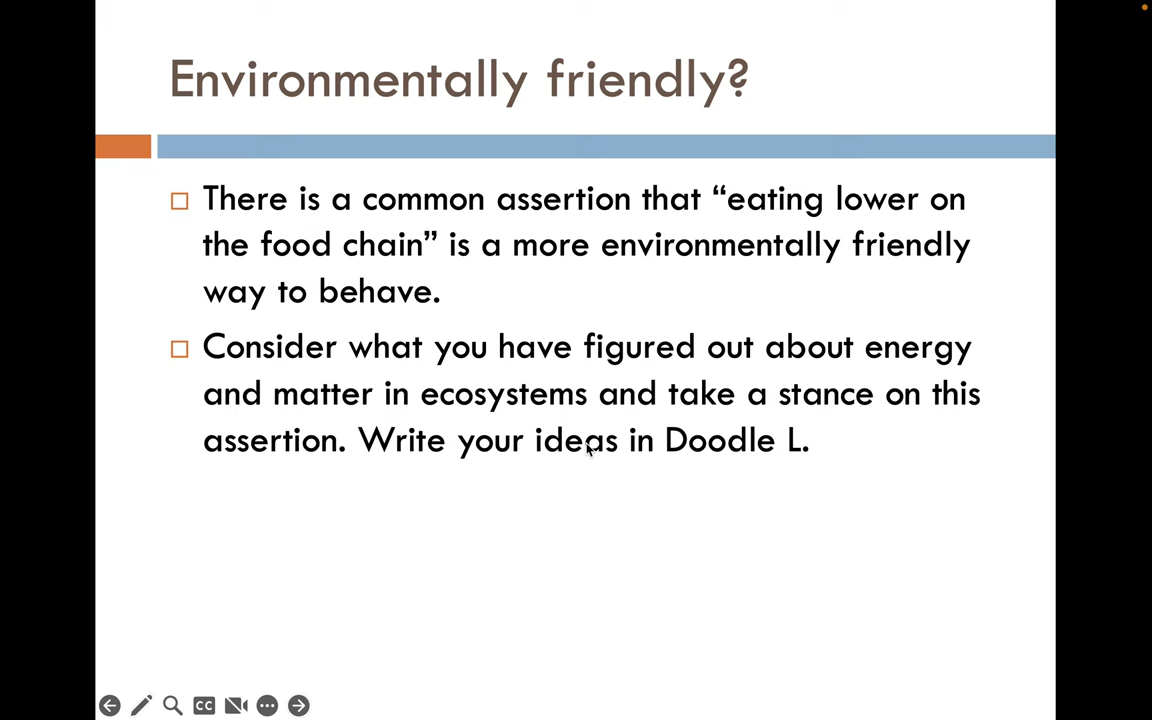 Environmentally friendly?
There is a common assertion that “eating lower on
the food chain” is a more environmentally friendly
way to behave.
Consider what you have figured out about energy
and matter in ecosystems and take a stance on this
assertion. Write your ideas in Doodle L.
CC